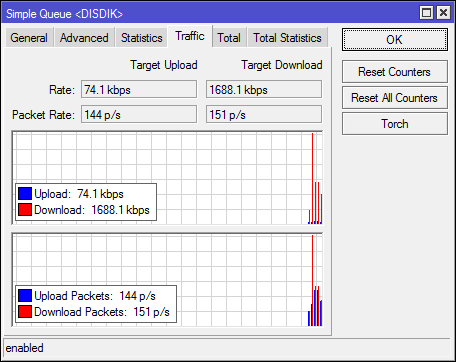 Simple Queue <DISDIK>
General Advanced Statistics Traffic Total Total Statistics
Target Upload Target Download
Rate: 74.1 kbps 1688.1 kbps
Packet Rate: 144 p/s 151 p/s
Upload: 74.1 kbps
Download: 1688.1 kbps
Upload Packets: 144 p/s
Download Packets: 151 p/s
OK
Reset Counters
Reset All Counters
Torch
enabled